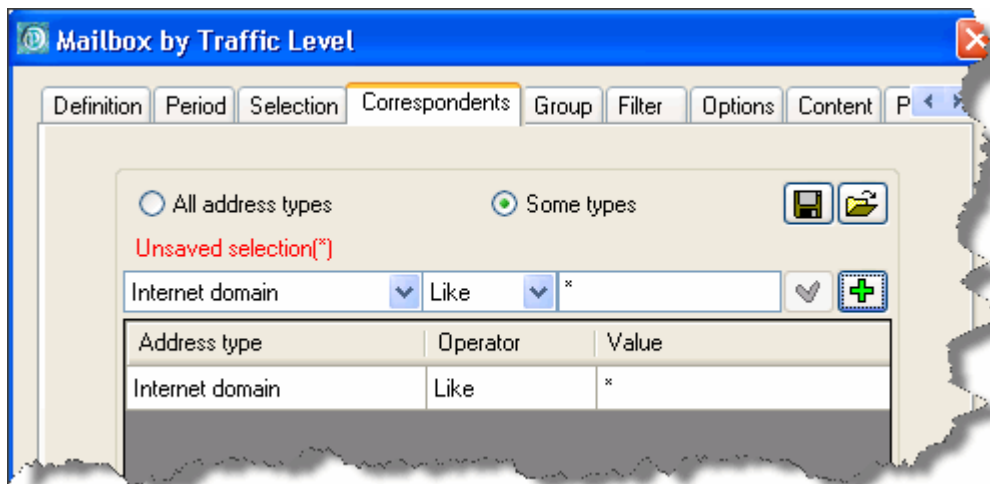 Mailbox by Traffic Level
Definition Period Selection Correspondents Group Filter Options Content P
All address types Some types
Unsaved selection(*)
Internet domain Like *
Address type Operator Value
Internet domain Like *